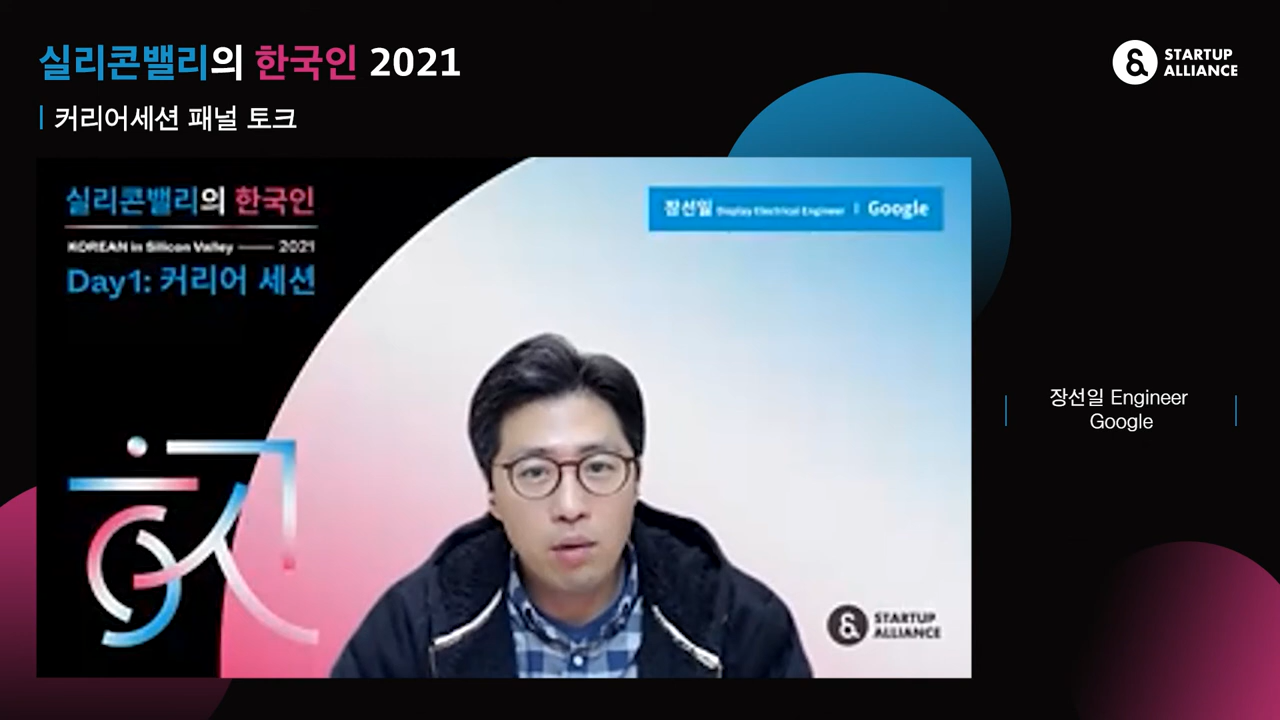 실리콘밸리의 한국인 2021
커리어세션 패널 토크
STARTUP
ALLIANCE
실리콘밸리의 한국인
KOREAN in Silicon Valley 2021
Day1: 커리어 세션
장선일 Display Electrical Engineer | Google
장선일 Engineer
Google
STARTUP
ALLIANCE